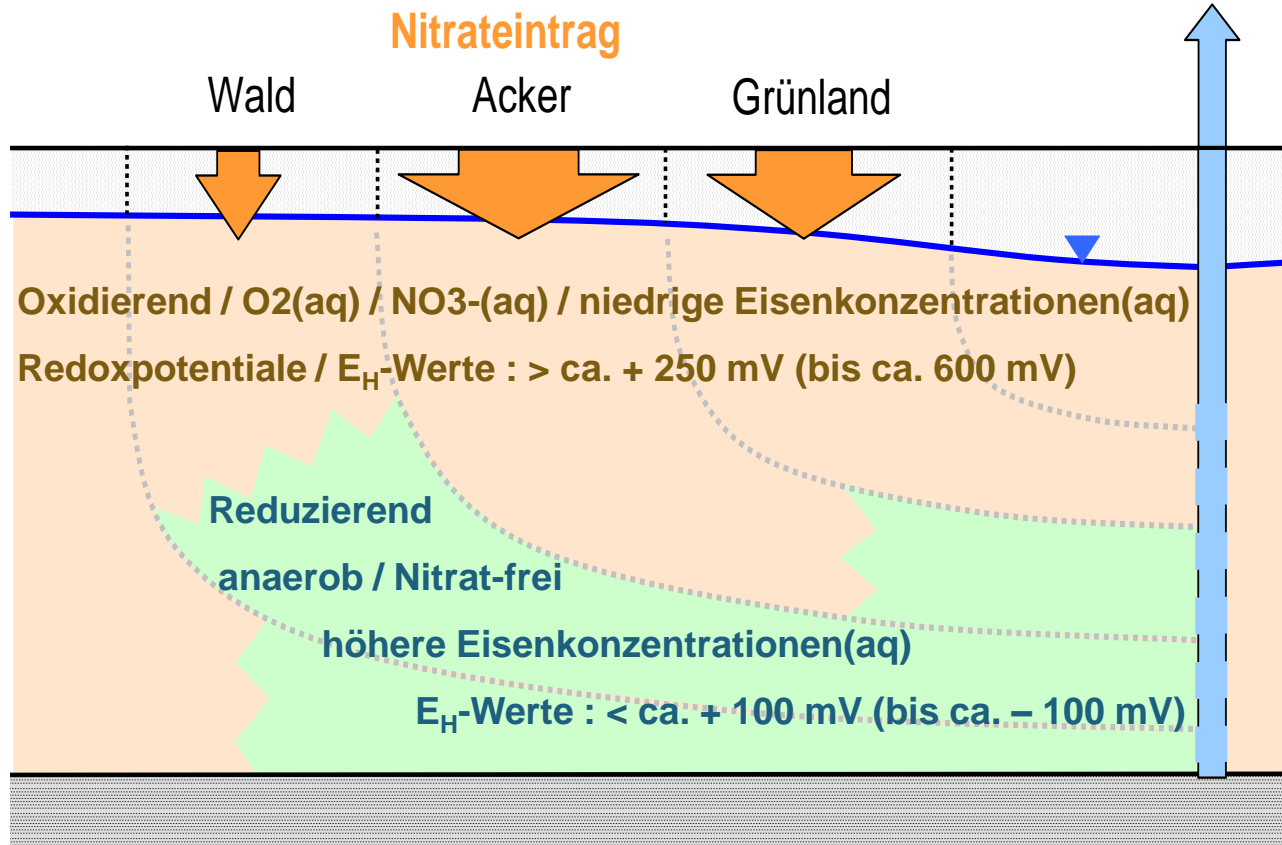 Nitrateintrag
Wald Acker Grünland
Oxidierend / O2(aq) / NO3-(aq) / niedrige Eisenkonzentrationen(aq)
Redoxpotentiale / EH-Werte : > ca. + 250 mV (bis ca. 600 mV)
Reduzierend
anaerob / Nitrat-frei
höhere Eisenkonzentrationen(aq)
EH-Werte : < ca. + 100 mV (bis ca. – 100 mV)